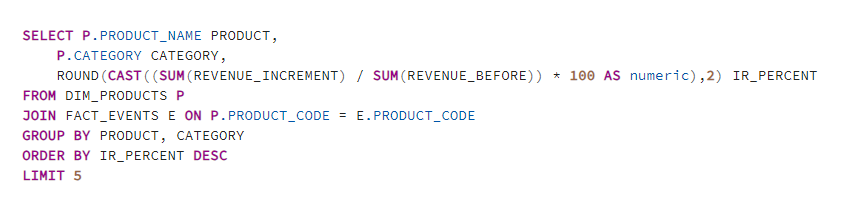 SELECT P.PRODUCT_NAME PRODUCT,
    P.CATEGORY CATEGORY,
    ROUND(CAST((SUM(REVENUE_INCREMENT) / SUM(REVENUE_BEFORE)) * 100 AS numeric),2) IR_PERCENT
FROM DIM_PRODUCTS P
JOIN FACT_EVENTS E ON P.PRODUCT_CODE = E.PRODUCT_CODE
GROUP BY PRODUCT, CATEGORY
ORDER BY IR_PERCENT DESC
LIMIT 5